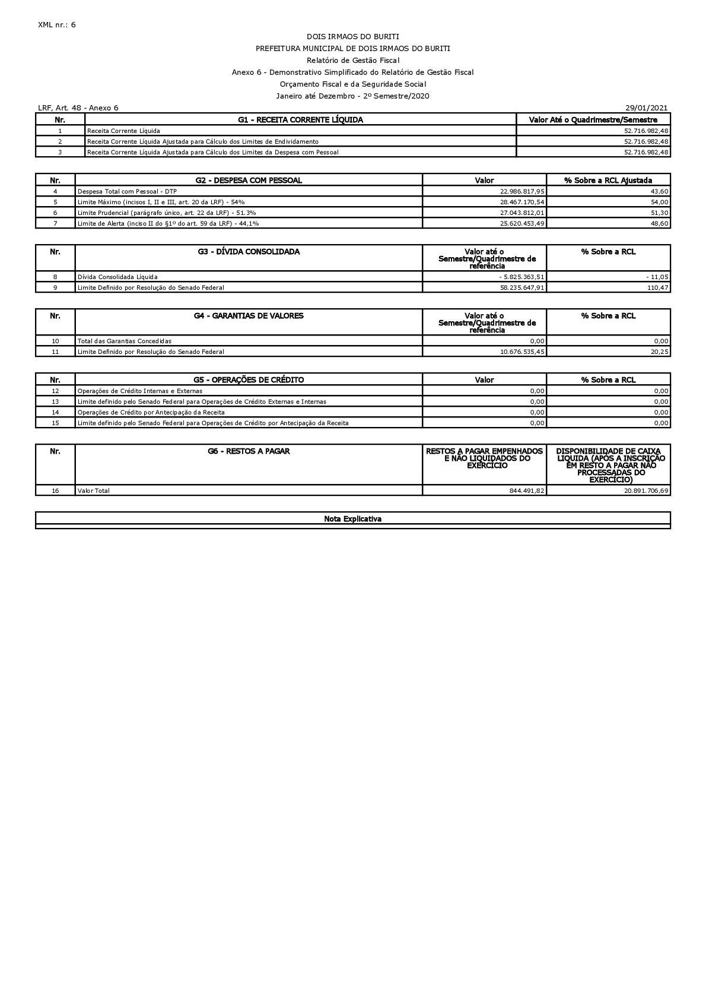 XML nr.: 6
DOIS IRMAOS DO BURITI
PREFEITURA MUNICIPAL DE DOIS IRMAOS DO BURITI
Relatório de Gestão Fiscal
Anexo 6 - Demonstrativo Simplificado do Relatório de Gestão Fiscal
Orçamento Fiscal e da Seguridade Social
Janeiro até Dezembro - 2º Semestre/2020
LRF, Art. 48 - Anexo 6 29/01/2021
Nr. G1 - RECEITA CORRENTE LÍQUIDA Valor Até o Quadrimestre/Semestre
1 Receita Corrente Líquida 52.716.982,48
2 Receita Corrente Líquida Ajustada para Cálculo dos Limites de Endividamento 52.716.982,48
3 Receita Corrente Líquida Ajustada para Cálculo dos Limites da Despesa com Pessoal 52.716.982,48
Nr. G2 - DESPESA COM PESSOAL Valor % Sobre a RCL Ajustada
4 Despesa Total com Pessoal - DTP 22.986.817,95 43,60
5 Limite Máximo (incisos I, II e III, art. 20 da LRF) - 54% 28.467.170,54 54,00
6 Limite Prudencial (parágrafo único, art. 22 da LRF) - 51.3% 27.043.812,01 51,30
7 Limite de Alerta (inciso II do §1º do art. 59 da LRF) - 44,1% 25.620.453,49 48,60
Nr. G3 - DÍVIDA CONSOLIDADA Valor até o % Sobre a RCL
Semestre/Quadrimestre de
referência
8 Dívida Consolidada Líquida - 5.825.363,51 - 11,05
9 Limite Definido por Resolução do Senado Federal 58.235.647,91 110,47
Nr. G4 - GARANTIAS DE VALORES Valor até o % Sobre a RCL
Semestre/Quadrimestre de
referência
10 Total das Garantias Concedidas 0,00 0,00
11 Limite Definido por Resolução do Senado Federal 10.676.535,45 20,25
Nr. G5 - OPERAÇÕES DE CRÉDITO Valor % Sobre a RCL
12 Operações de Crédito Internas e Externas 0,00 0,00
13 Limite definido pelo Senado Federal para Operações de Crédito Externas e Internas 0,00 0,00
14 Operações de Crédito por Antecipação da Receita 0,00 0,00
15 Limite definido pelo Senado Federal para Operações de Crédito por Antecipação da Receita 0,00 0,00
Nr. G6 - RESTOS A PAGAR RESTOS A PAGAR EMPENHADOS DISPONIBILIDADE DE CAIXA
E NÃO LIQUIDADOS DO LIQUIDA (APÓS A INSCRIÇÃO
EXERCÍCIO EM RESTO A PAGAR NÃO
PROCESSADAS DO
EXERCÍCIO)
16 Valor Total 844.491,82 20.891.706,69
Nota Explicativa